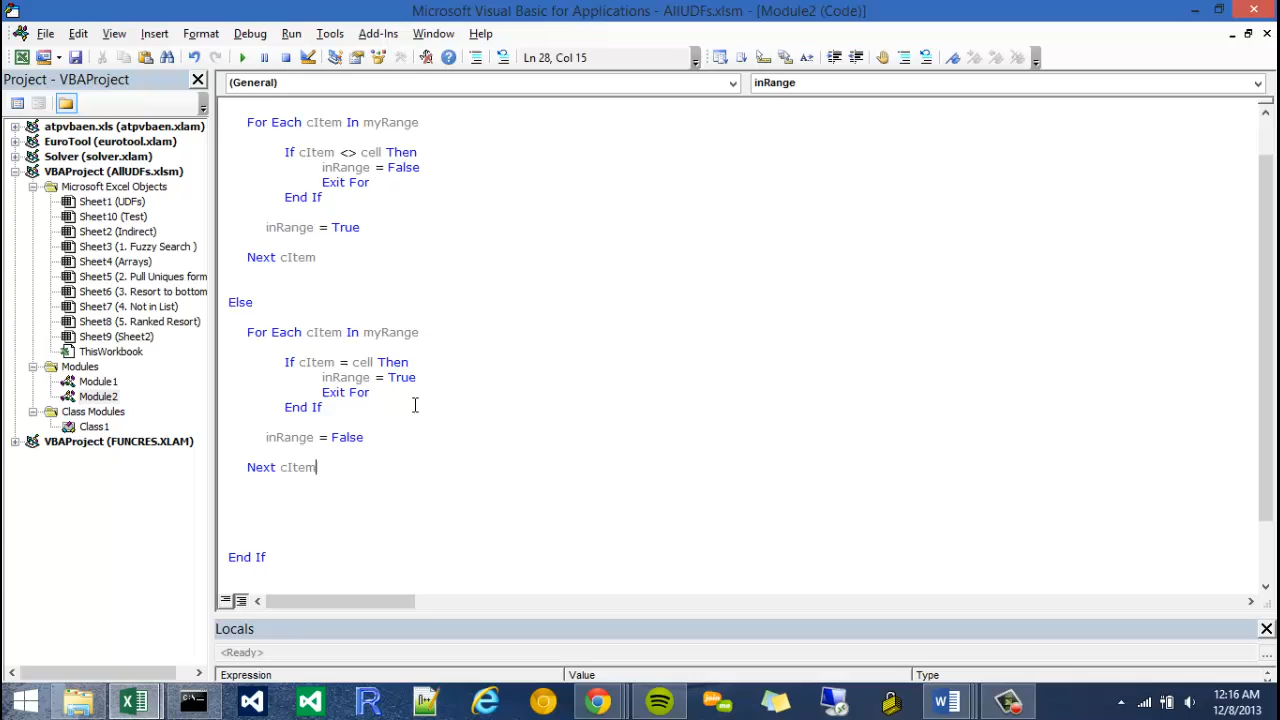 Microsoft Visual Basic for Applications - AllUDFs.xlsm - [Module2 (Code)]
File Edit View Insert Format Debug Run Tools Add-Ins Window Help
Ln 28, Col 15
Project - VBAProject
(General) inRange
atpvbaen.xls (atpvbaen.xlam)
EuroTool (eurotool.xlam)
Solver (solver.xlam)
VBAProject (AllUDFs.xlsm)
Microsoft Excel Objects
Sheet1 (UDFs)
Sheet10 (Test)
Sheet2 (Indirect)
Sheet3 (1. Fuzzy Search )
Sheet4 (Arrays)
Sheet5 (2. Pull Uniques form
Sheet6 (3. Resort to bottom
Sheet7 (4. Not in List)
Sheet8 (5. Ranked Resort)
Sheet9 (Sheet2)
ThisWorkbook
Modules
Module1
Module2
Class Modules
Class1
VBAProject (FUNCRES.XLAM)
For Each cItem In myRange
If cItem <> cell Then
inRange = False
Exit For
End If
inRange = True
Next cItem
Else
For Each cItem In myRange
If cItem = cell Then
inRange = True
Exit For
End If
inRange = False
Next cItem
End If
Locals
<Ready>
Expression Value Type
12:16 AM
12/8/2013